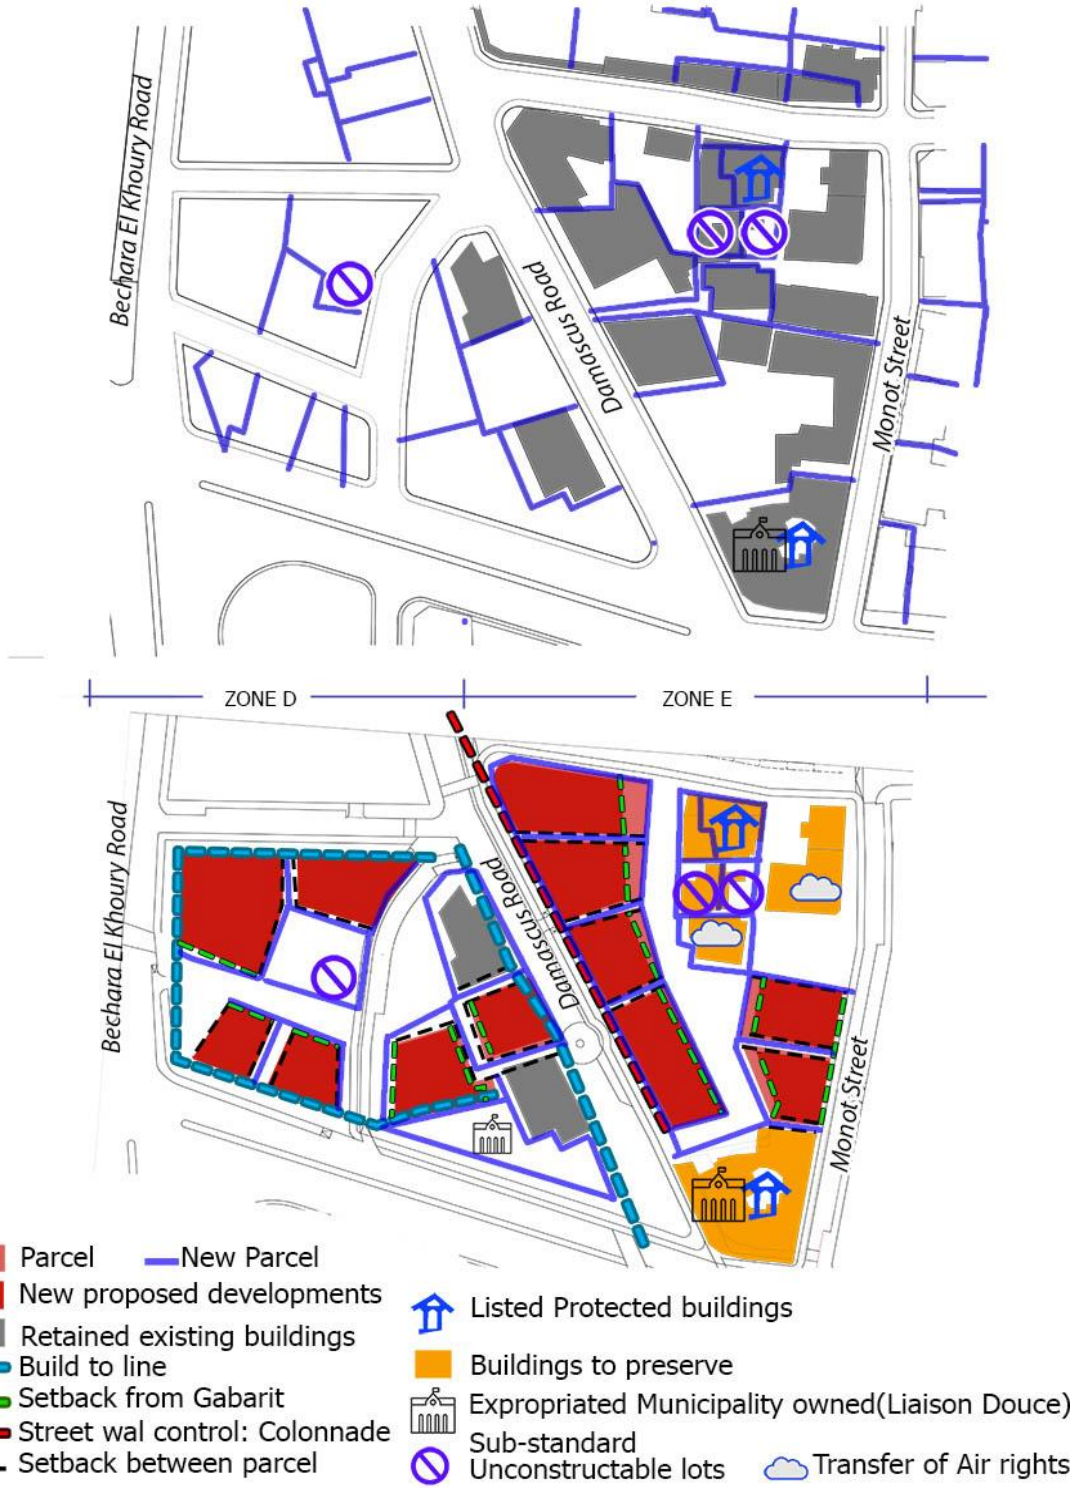 Bechara El Khoury Road
Damascus Road
Monot Street
ZONE D
ZONE E
Bechara El Khoury Road
Damascus Road
Monot Street
Parcel
New Parcel
New proposed developments
Retained existing buildings
Build to line
Setback from Gabarit
Street wal control: Colonnade
Setback between parcel
Listed Protected buildings
Buildings to preserve
Expropriated Municipality owned(Liaison Douce)
Sub-standard
Unconstructable lots
Transfer of Air rights